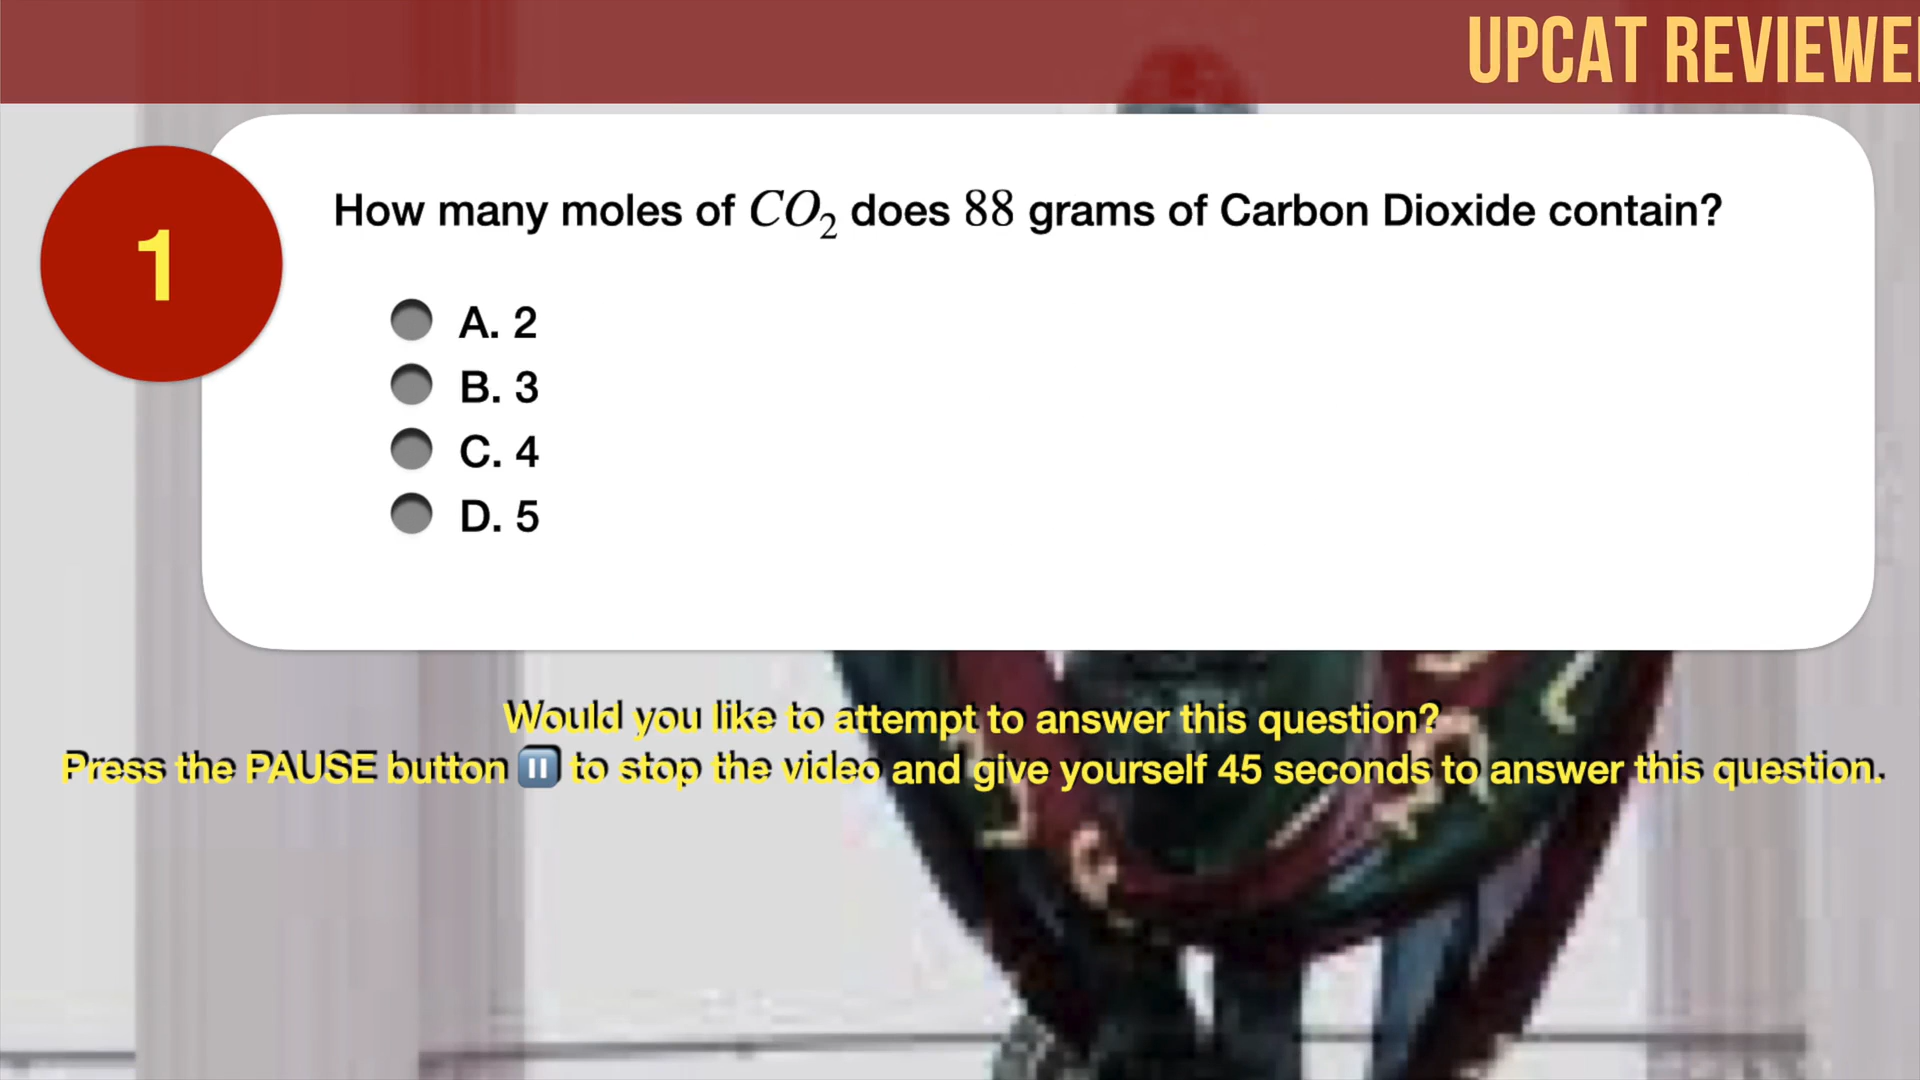 UPCAT REVIEWE
1
How many moles of CO₂ does 88 grams of Carbon Dioxide contain?
A. 2
B. 3
C. 4
D. 5
Would you like to attempt to answer this question?
Press the PAUSE button ⏸ to stop the video and give yourself 45 seconds to answer this question.